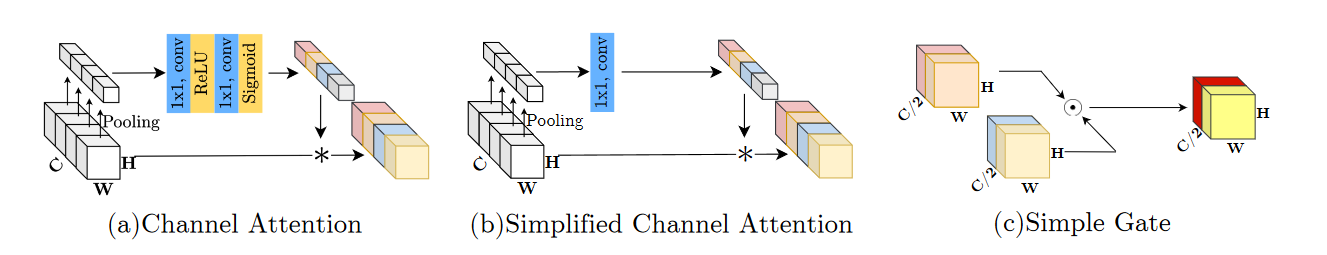 1x1, conv
ReLU
1x1, conv
Sigmoid
Pooling
C
H
W
*
(a)Channel Attention
1x1, conv
Pooling
C
H
W
*
(b)Simplified Channel Attention
C/2
W
H
C/2
W
H
C/2
W
H
(c)Simple Gate